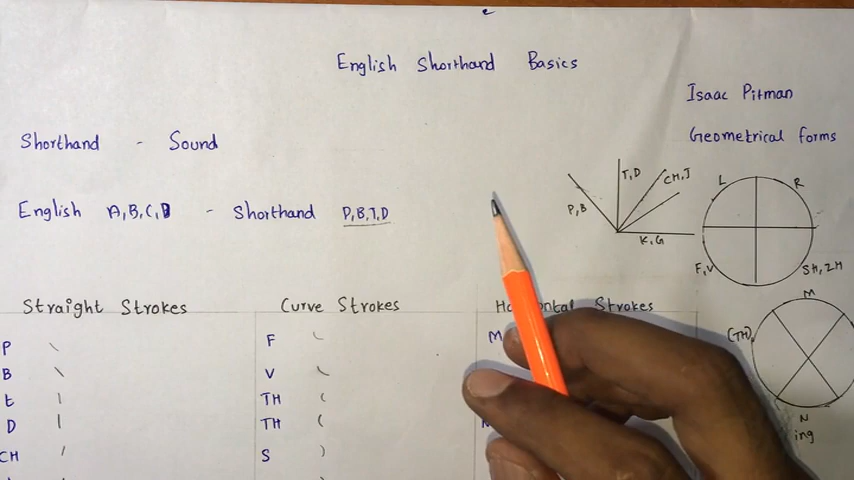 English Shorthand Basics
Isaac Pitman
Geometrical forms
Shorthand - Sound
English A, B, C, D - Shorthand P, B, T, D
P, B
T, D
CH, J
K, G
L
R
F, V
SH, ZH
M
(TH)
N
ing
Straight Strokes
Curve Strokes
Horizontal Strokes
P
F
M
B
V
t
TH
D
TH
CH
S